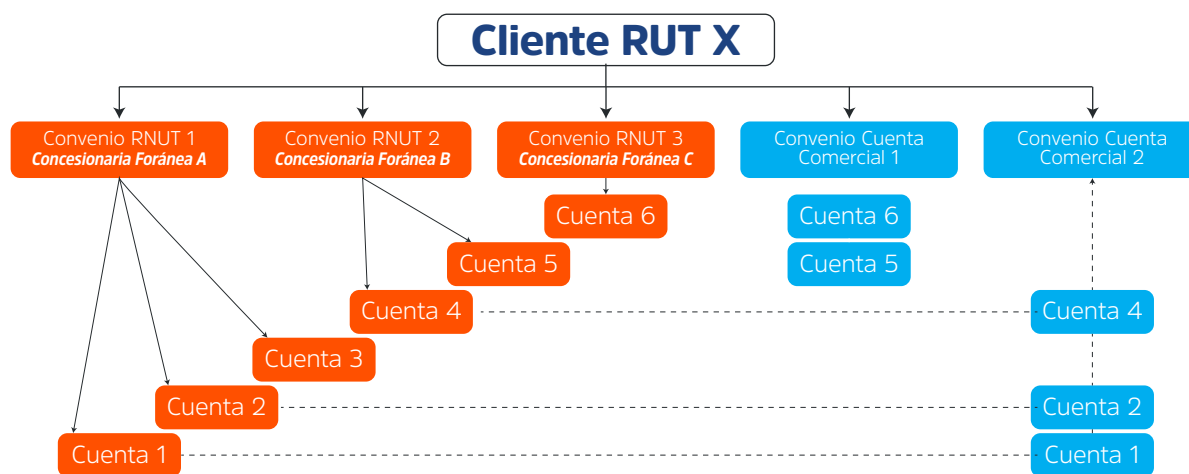 Cliente RUT X
Convenio RNUT 1
Concesionaria Foránea A
Convenio RNUT 2
Concesionaria Foránea B
Convenio RNUT 3
Concesionaria Foránea C
Convenio Cuenta
Comercial 1
Convenio Cuenta
Comercial 2
Cuenta 6
Cuenta 6
Cuenta 5
Cuenta 5
Cuenta 4
Cuenta 4
Cuenta 3
Cuenta 2
Cuenta 2
Cuenta 1
Cuenta 1